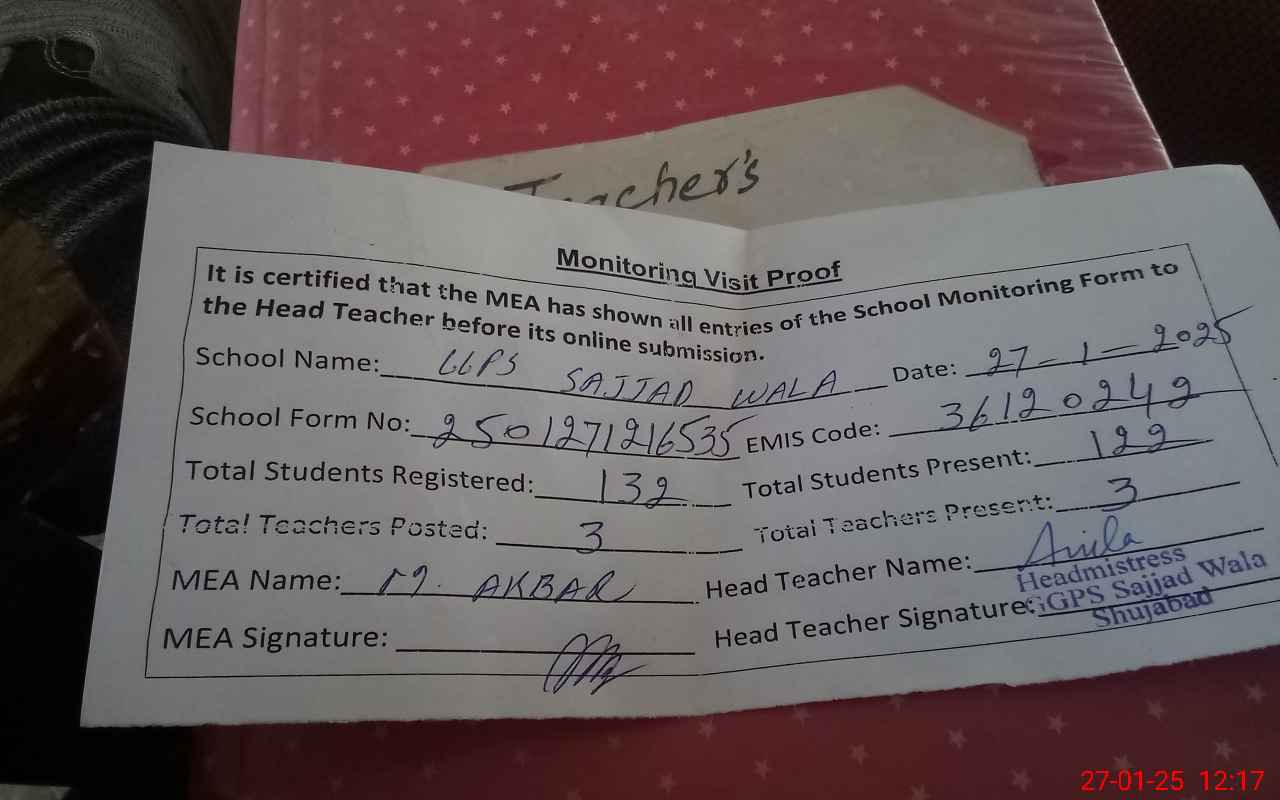 Teacher's
Monitoring Visit Proof
It is certified that the MEA has shown all entries of the School Monitoring Form to
the Head Teacher before its online submission.
School Name: GGPS SAJJAD WALA Date: 27-1-2025
School Form No: 2501271216535 EMIS Code: 36120242
Total Students Registered: 132 Total Students Present: 122
Total Teachers Posted: 3 Total Teachers Present: 3
MEA Name: M. AKBAR Head Teacher Name: Anila
Headmistress
MEA Signature: Head Teacher Signature: GGPS Sajjad Wala
Shujabad
27-01-25 12:17